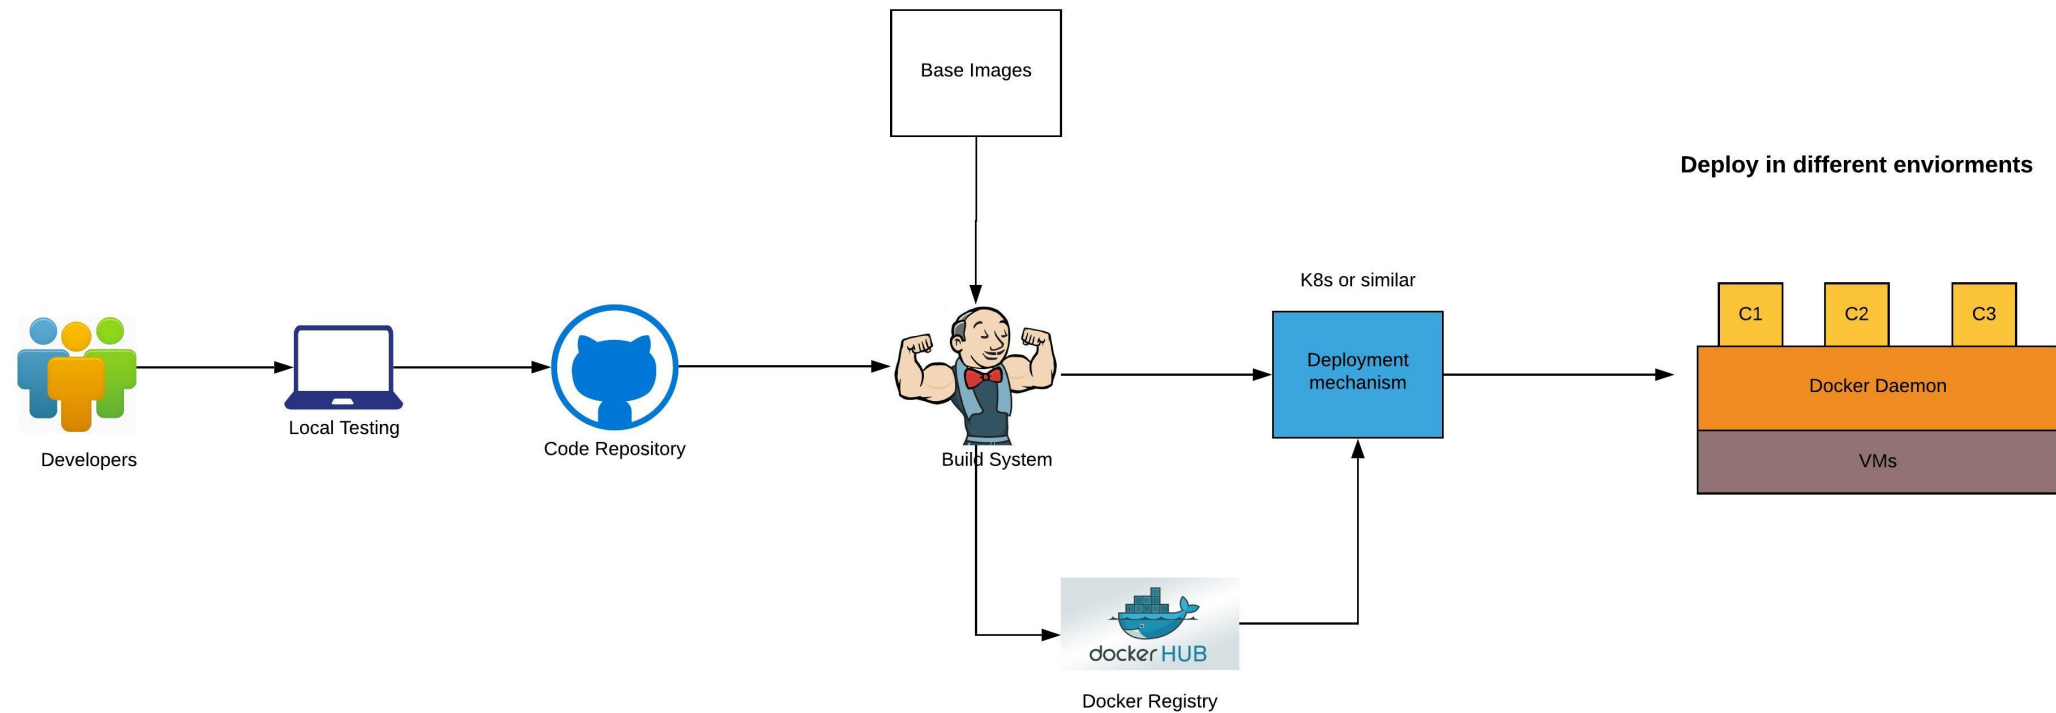 Base Images
Deploy in different enviorments
K8s or similar
C1
C2
C3
Deployment
mechanism
Docker Daemon
Local Testing
Code Repository
Developers
Build System
VMs
docker HUB
Docker Registry